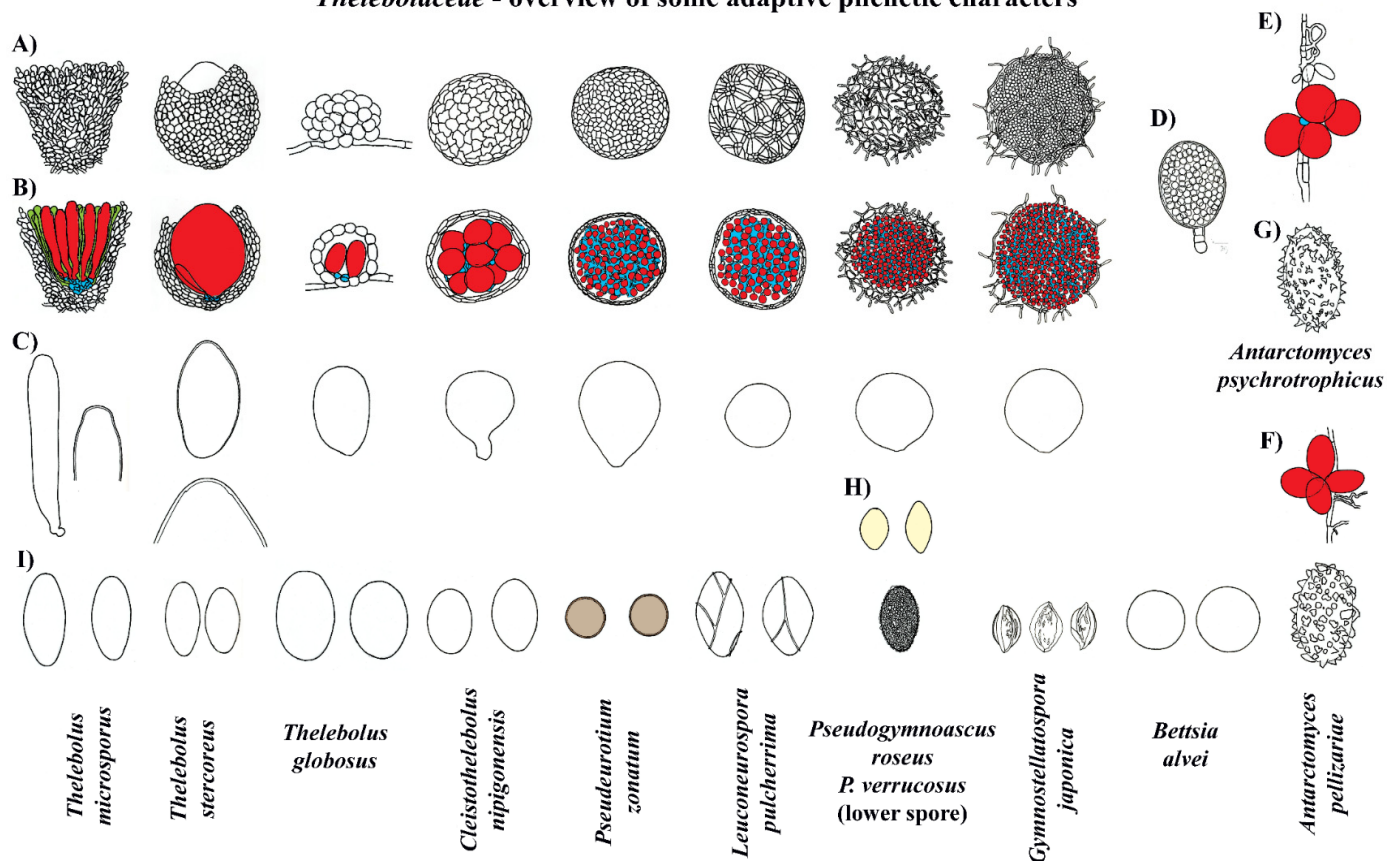 Thelebolaceae - overview of some adaptive phenetic characters
A)
E)
D)
B)
G)
C)
Antarctomyces
psychrotrophicus
F)
H)
I)
Thelebolus
microsporus
Thelebolus
stercoreus
Thelebolus
globosus
Cleistothelebolus
nipigonensis
Pseudeurotium
zonatum
Leuconeurospora
pulcherrima
Pseudogymnoascus
roseus
P. verrucosus
(lower spore)
Gymnostellatospora
japonica
Bettsia
alvei
Antarctomyces
pellizariae